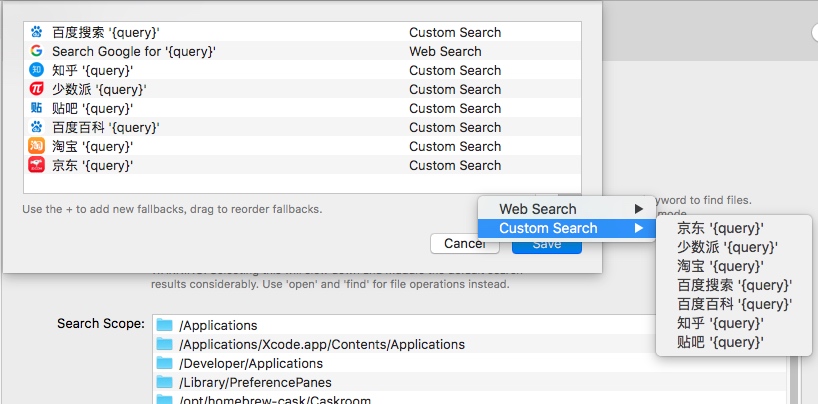 百度搜索 '{query}' Custom Search
Search Google for '{query}' Web Search
知乎 '{query}' Custom Search
少数派 '{query}' Custom Search
贴吧 '{query}' Custom Search
百度百科 '{query}' Custom Search
淘宝 '{query}' Custom Search
京东 '{query}' Custom Search
Use the + to add new fallbacks, drag to reorder fallbacks.
Web Search
Custom Search
京东 '{query}'
少数派 '{query}'
淘宝 '{query}'
百度搜索 '{query}'
百度百科 '{query}'
知乎 '{query}'
贴吧 '{query}'
yword to find files.
mode
Cancel
Save
results considerably. Use 'open' and 'find' for file operations instead.
Search Scope:
/Applications
/Applications/Xcode.app/Contents/Applications
/Developer/Applications
/Library/PreferencePanes
/opt/homebrew-cask/Caskroom